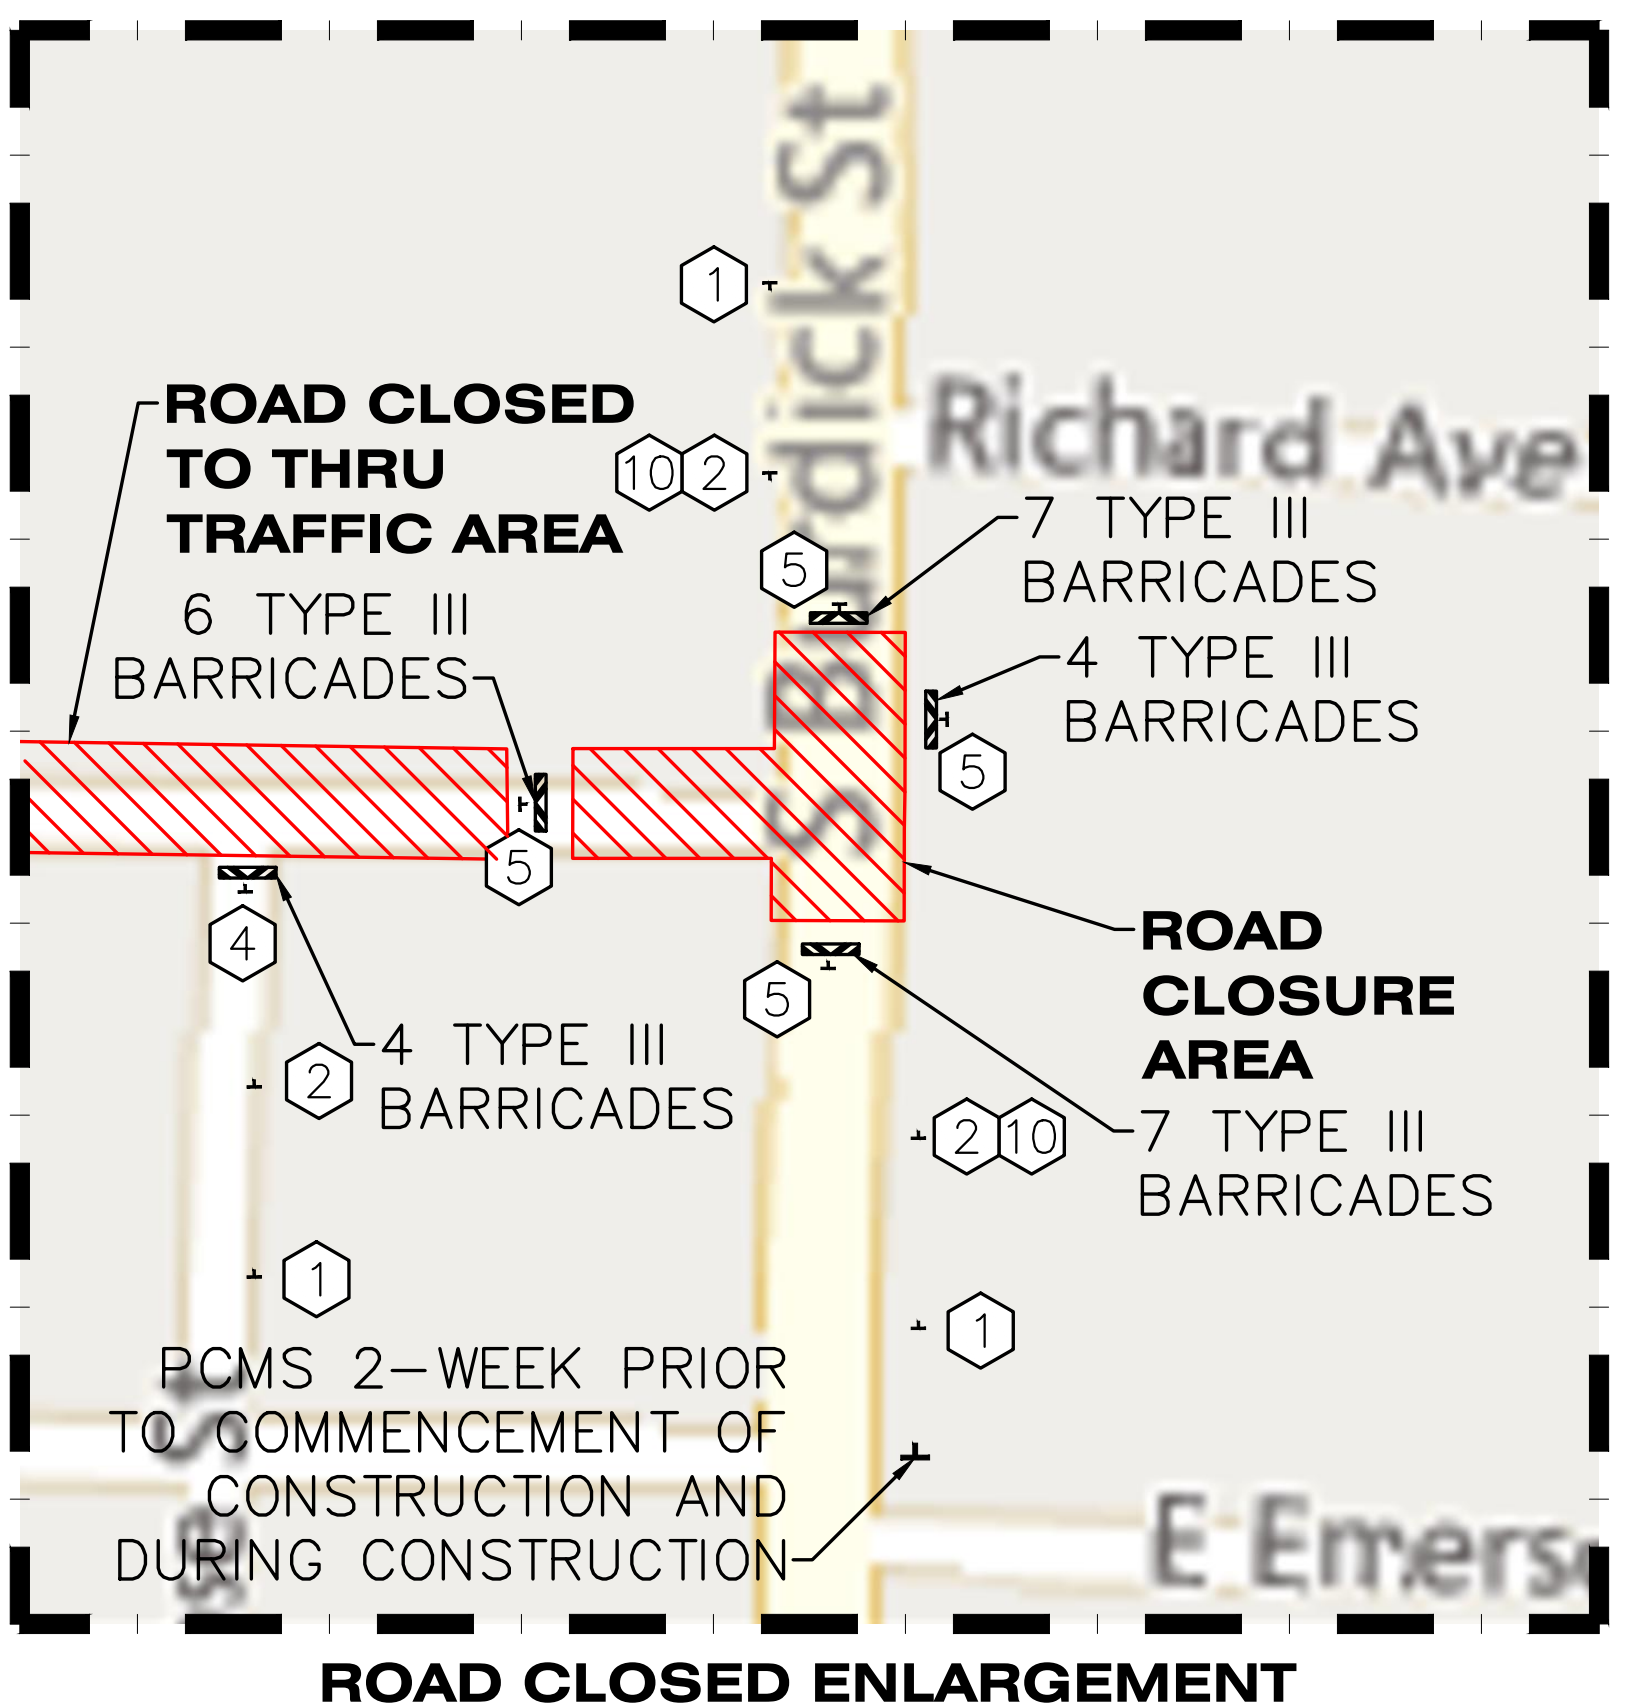 S Burdick St
1
Richard Ave
ROAD CLOSED
TO THRU
TRAFFIC AREA
10 2
7 TYPE III
BARRICADES
5
6 TYPE III
BARRICADES
4 TYPE III
BARRICADES
5
5
4
ROAD
CLOSURE
AREA
5
4 TYPE III
BARRICADES
2
2 10
7 TYPE III
BARRICADES
1
1
PCMS 2-WEEK PRIOR
TO COMMENCEMENT OF
CONSTRUCTION AND
DURING CONSTRUCTION
St
E
ROAD CLOSED ENLARGEMENT